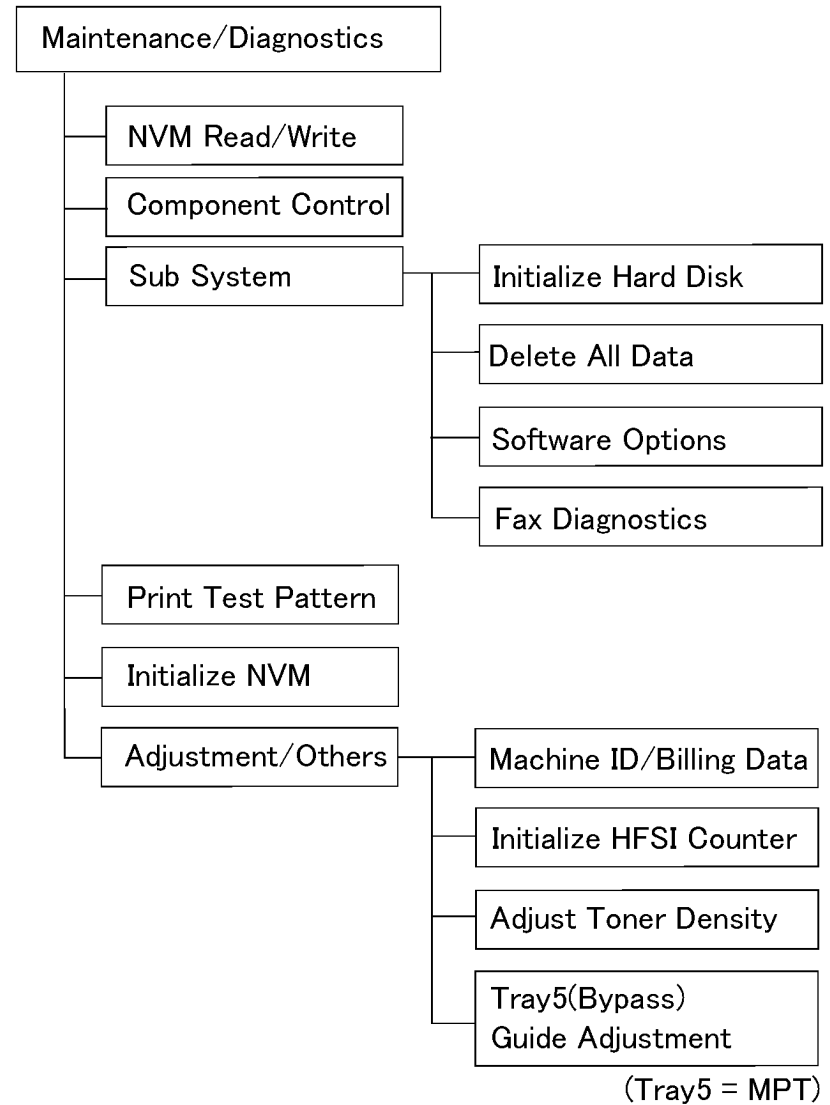 Maintenance/Diagnostics
NVM Read/Write
Component Control
Sub System
Initialize Hard Disk
Delete All Data
Software Options
Fax Diagnostics
Print Test Pattern
Initialize NVM
Adjustment/Others
Machine ID/Billing Data
Initialize HFSI Counter
Adjust Toner Density
Tray5(Bypass)
Guide Adjustment
(Tray5 = MPT)